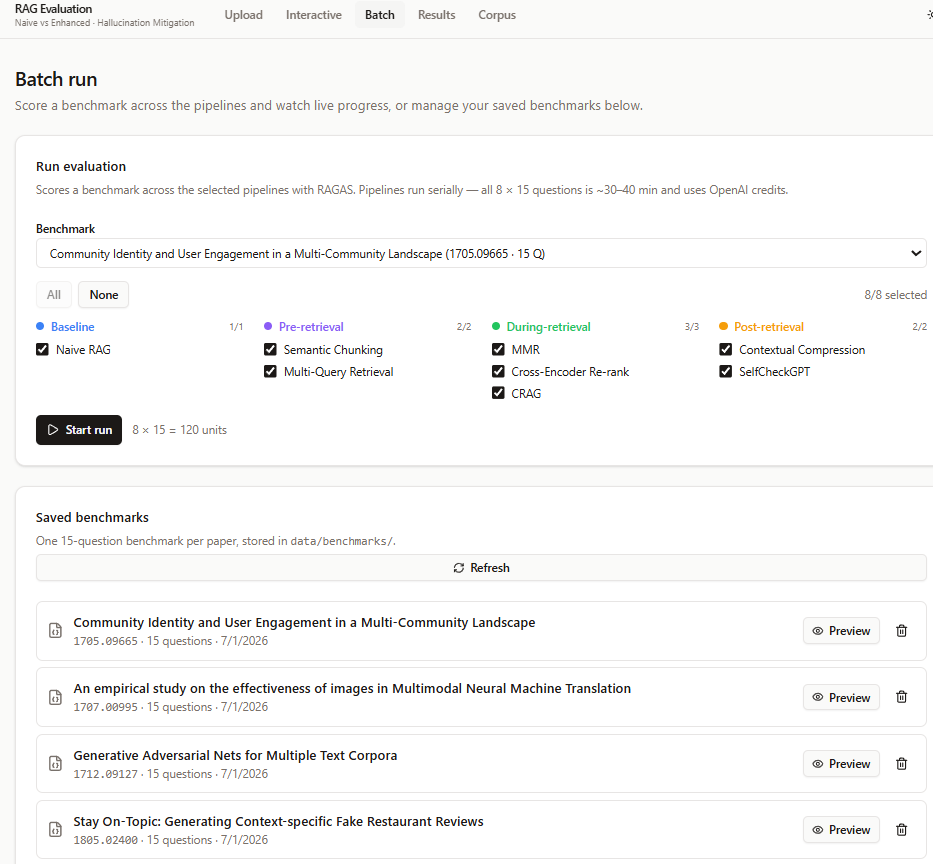 RAG Evaluation
Naive vs Enhanced · Hallucination Mitigation
Upload Interactive Batch Results Corpus
Batch run
Score a benchmark across the pipelines and watch live progress, or manage your saved benchmarks below.
Run evaluation
Scores a benchmark across the selected pipelines with RAGAS. Pipelines run serially — all 8 × 15 questions is ~30–40 min and uses OpenAI credits.
Benchmark
Community Identity and User Engagement in a Multi-Community Landscape (1705.09665 · 15 Q)
All None 8/8 selected
Baseline 1/1 Pre-retrieval 2/2 During-retrieval 3/3 Post-retrieval 2/2
Naive RAG Semantic Chunking MMR Contextual Compression
Multi-Query Retrieval Cross-Encoder Re-rank SelfCheckGPT
CRAG
Start run 8 × 15 = 120 units
Saved benchmarks
One 15-question benchmark per paper, stored in data/benchmarks/.
Refresh
Community Identity and User Engagement in a Multi-Community Landscape
1705.09665 · 15 questions · 7/1/2026
Preview
An empirical study on the effectiveness of images in Multimodal Neural Machine Translation
1707.00995 · 15 questions · 7/1/2026
Preview
Generative Adversarial Nets for Multiple Text Corpora
1712.09127 · 15 questions · 7/1/2026
Preview
Stay On-Topic: Generating Context-specific Fake Restaurant Reviews
1805.02400 · 15 questions · 7/1/2026
Preview